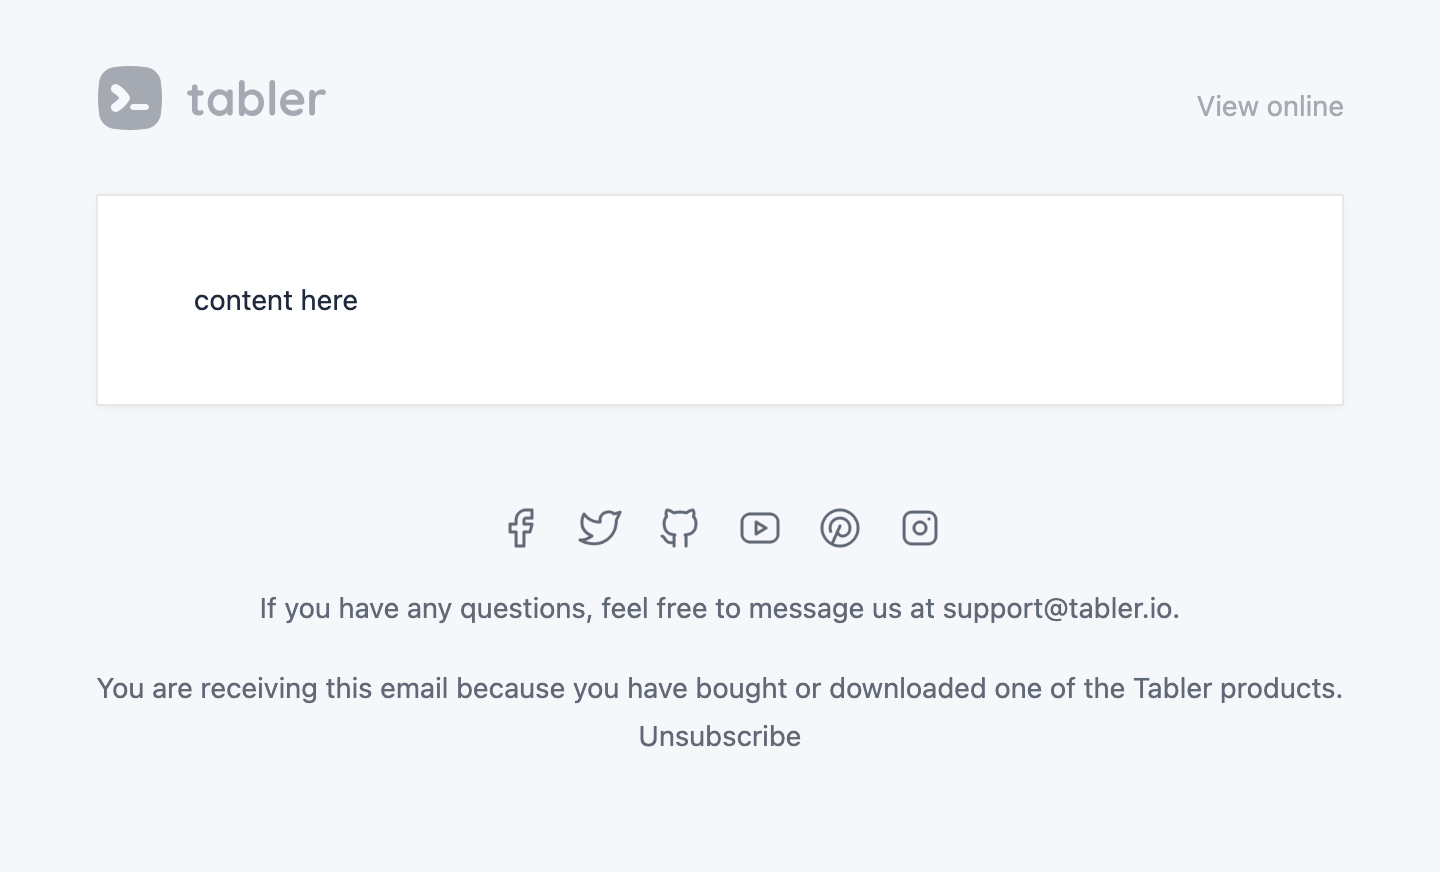 tabler
View online
content here
If you have any questions, feel free to message us at support@tabler.io.
You are receiving this email because you have bought or downloaded one of the Tabler products.
Unsubscribe